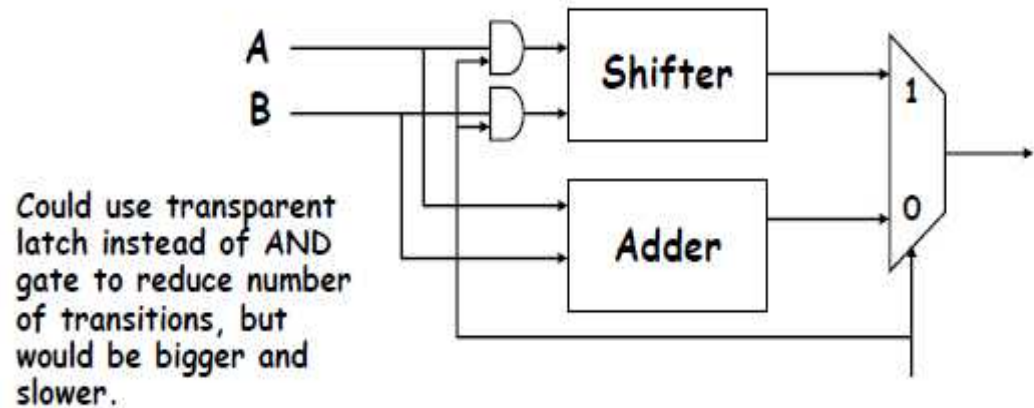 A
B
Shifter
1
Adder
0
Could use transparent
latch instead of AND
gate to reduce number
of transitions, but
would be bigger and
slower.